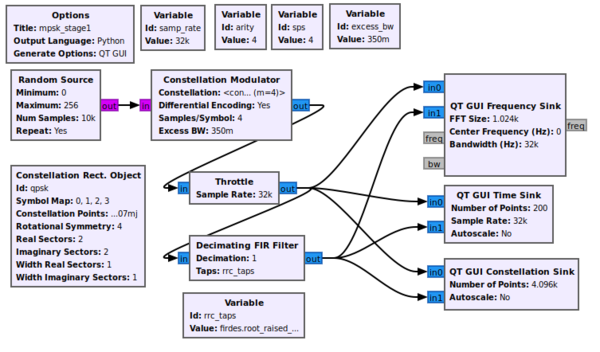 Options
Title: mpsk_stage1
Output Language: Python
Generate Options: QT GUI
Variable
Id: samp_rate
Value: 32k
Variable
Id: arity
Value: 4
Variable
Id: sps
Value: 4
Variable
Id: excess_bw
Value: 350m
Random Source
Minimum: 0
Maximum: 256
Num Samples: 10k
Repeat: Yes
out
in
Constellation Modulator
Constellation: <con... (m=4)>
Differential Encoding: Yes
Samples/Symbol: 4
Excess BW: 350m
out
in0
in1
freq
bw
QT GUI Frequency Sink
FFT Size: 1.024k
Center Frequency (Hz): 0
Bandwidth (Hz): 32k
freq
Constellation Rect. Object
Id: qpsk
Symbol Map: 0, 1, 2, 3
Constellation Points: ...07mj
Rotational Symmetry: 4
Real Sectors: 2
Imaginary Sectors: 2
Width Real Sectors: 1
Width Imaginary Sectors: 1
in
Throttle
Sample Rate: 32k
out
in0
in1
QT GUI Time Sink
Number of Points: 200
Sample Rate: 32k
Autoscale: No
in
Decimating FIR Filter
Decimation: 1
Taps: rrc_taps
out
in0
in1
QT GUI Constellation Sink
Number of Points: 4.096k
Autoscale: No
Variable
Id: rrc_taps
Value: firdes.root_raised_...